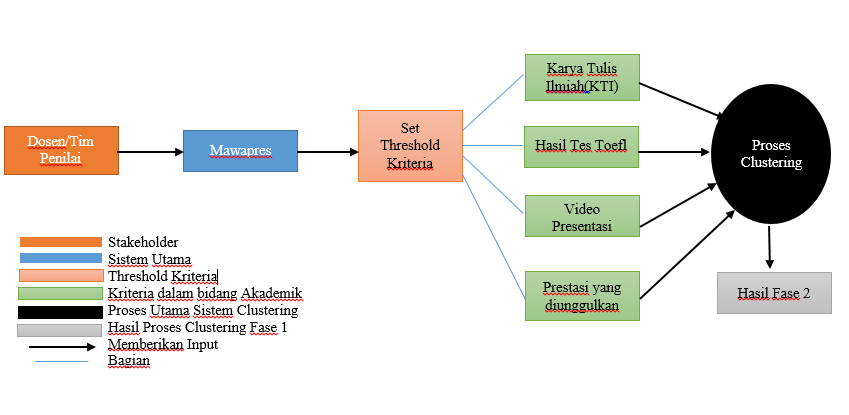 Dosen/Tim
Penilai
Mawapres
Set
Threshold
Kriteria
Karya Tulis
Ilmiah(KTI)
Hasil Tes Toefl
Video
Presentasi
Prestasi yang
diunggulkan
Proses
Clustering
Hasil Fase 2
Stakeholder
Sistem Utama
Threshold Kriteria
Kriteria dalam bidang Akademik
Proses Utama Sistem Clustering
Hasil Proses Clustering Fase 1
Memberikan Input
Bagian